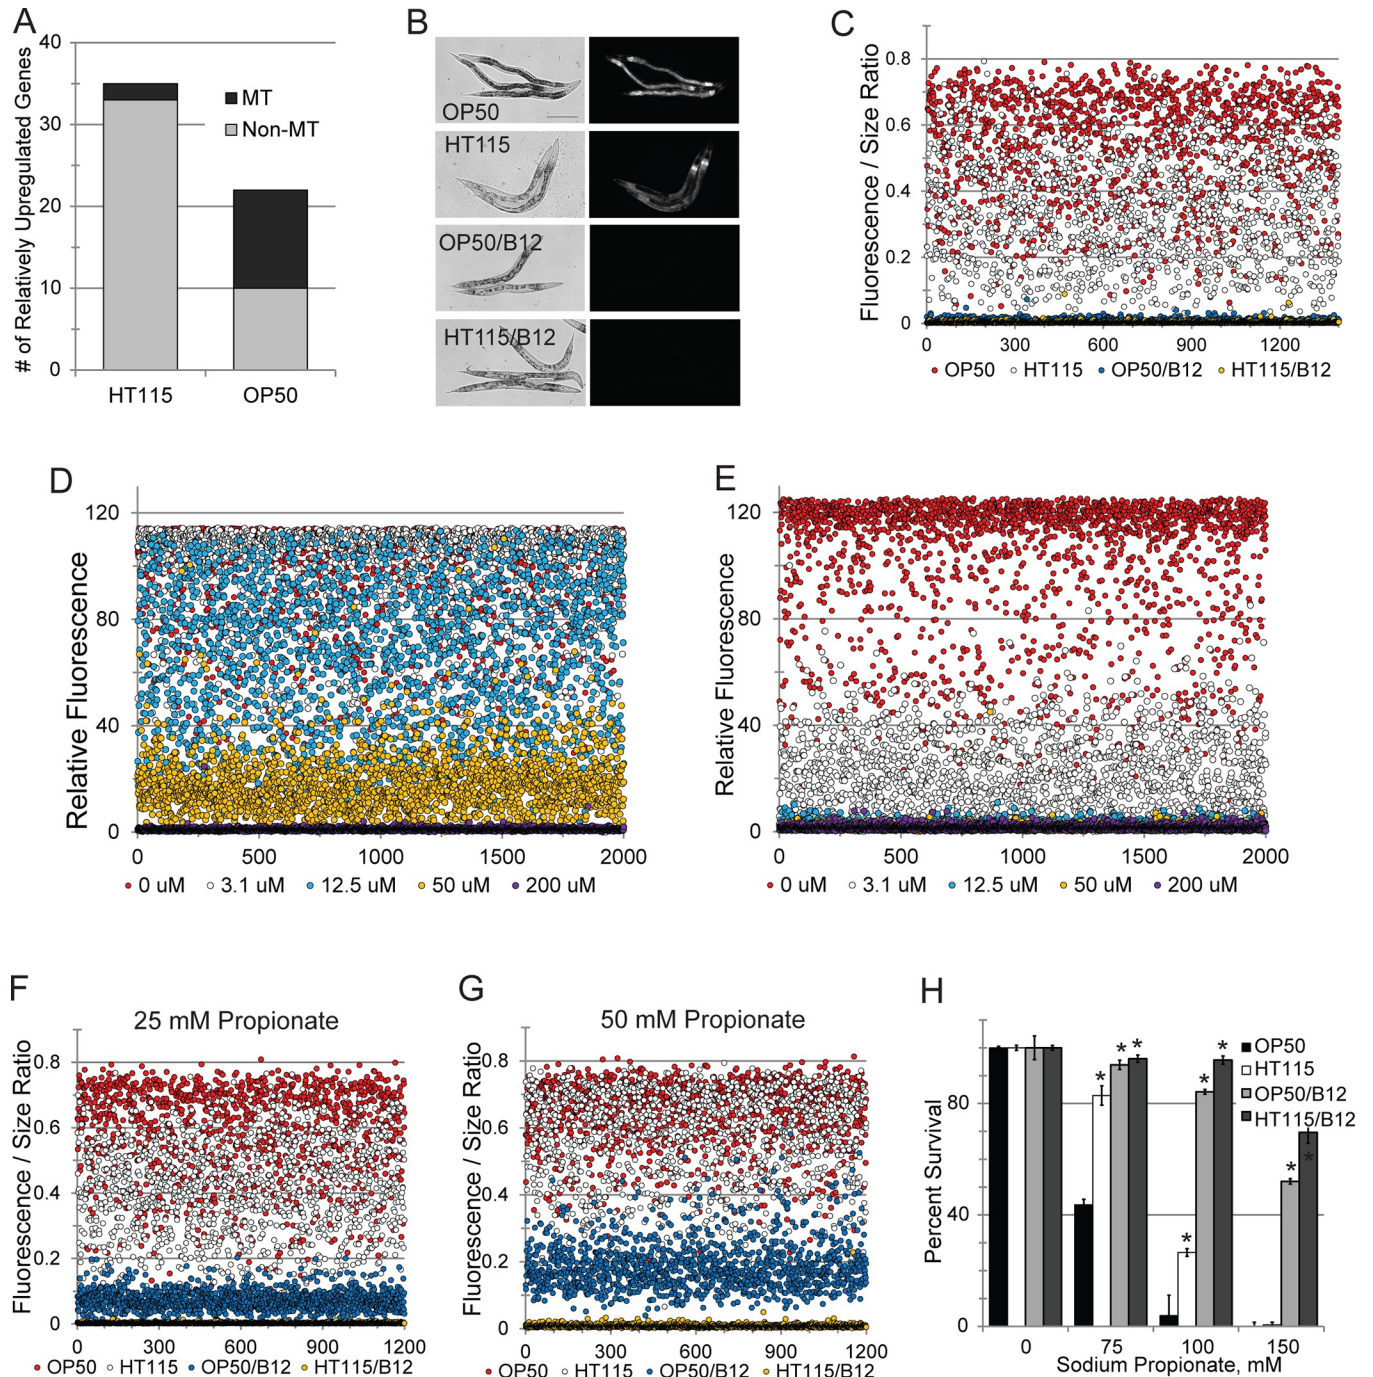 A
# of Relatively Upregulated Genes
40
30
20
10
0
MT
Non-MT
HT115
OP50
B
OP50
HT115
OP50/B12
HT115/B12
C
Fluorescence / Size Ratio
0.8
0.6
0.4
0.2
0
0 300 600 900 1200
OP50 HT115 OP50/B12 HT115/B12
D
Relative Fluorescence
120
80
40
0
0 500 1000 1500 2000
0 uM 3.1 uM 12.5 uM 50 uM 200 uM
E
Relative Fluorescence
120
80
40
0
0 500 1000 1500 2000
0 uM 3.1 uM 12.5 uM 50 uM 200 uM
F
25 mM Propionate
Fluorescence / Size Ratio
0.8
0.6
0.4
0.2
0
0 300 600 900 1200
OP50 HT115 OP50/B12 HT115/B12
G
50 mM Propionate
Fluorescence / Size Ratio
0.8
0.6
0.4
0.2
0
0 300 600 900 1200
OP50 HT115 OP50/B12 HT115/B12
H
Percent Survival
80
40
0
* * *
* * *
* *
OP50
HT115
OP50/B12
HT115/B12
0 75 100 150
Sodium Propionate, mM